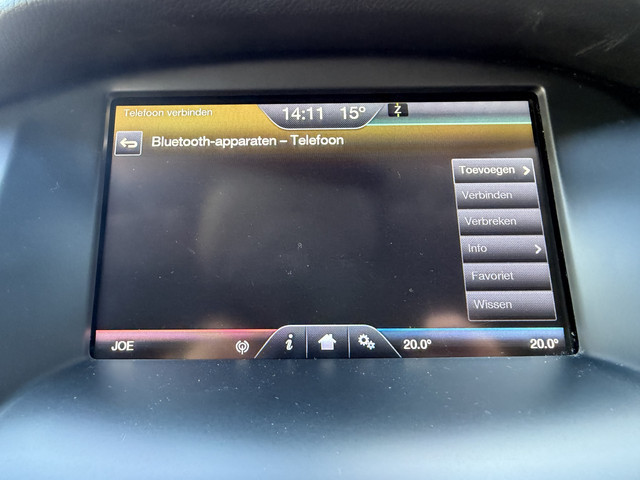 Telefoon verbinden
14:11 15°
Bluetooth-apparaten – Telefoon
Toevoegen
Verbinden
Verbreken
Info
Favoriet
Wissen
JOE
i
20.0°
20.0°